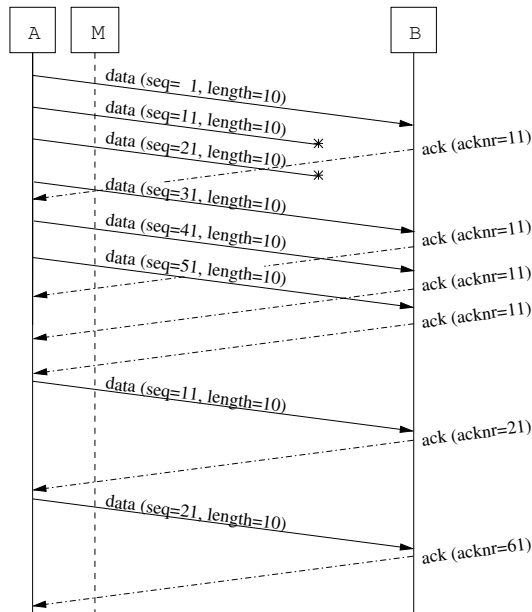 A M B
data (seq= 1, length=10)
data (seq=11, length=10)
data (seq=21, length=10)
ack (acknr=11)
data (seq=31, length=10)
data (seq=41, length=10)
ack (acknr=11)
data (seq=51, length=10)
ack (acknr=11)
ack (acknr=11)
data (seq=11, length=10)
ack (acknr=21)
data (seq=21, length=10)
ack (acknr=61)